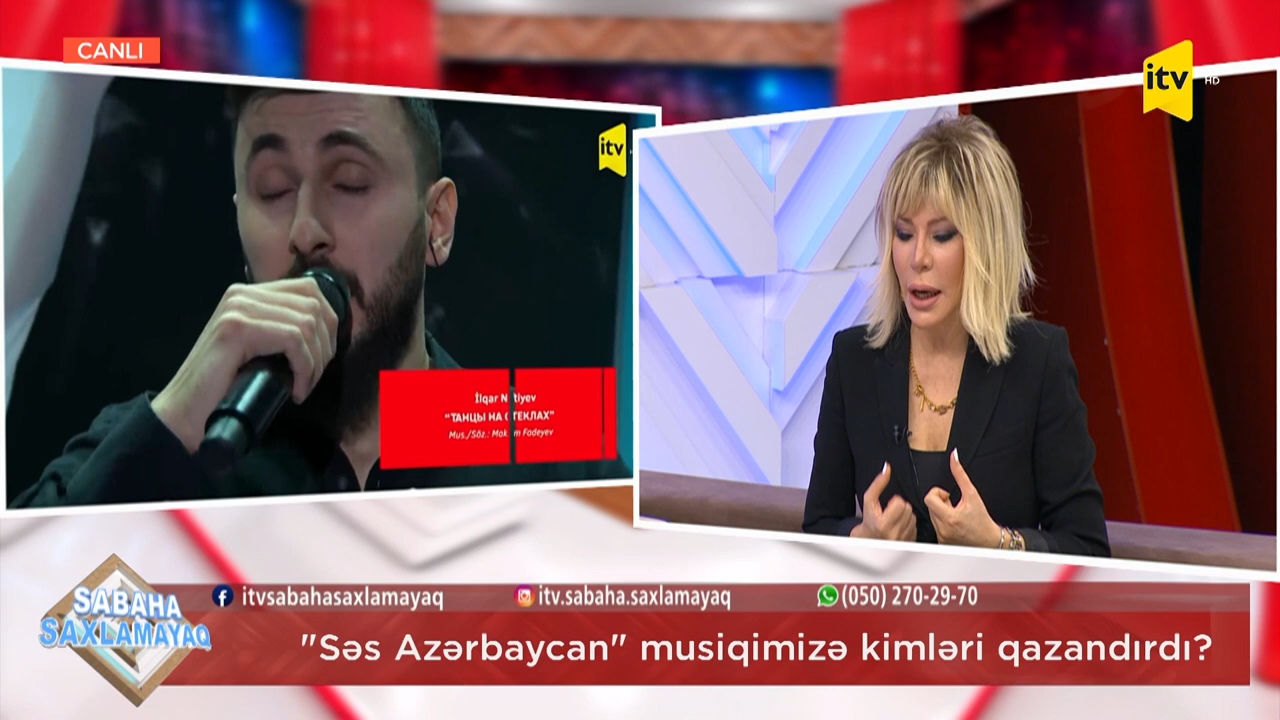 CANLI
itv
HD
itv
İlqar
"ТАНЦЫ НА СТЕКЛАХ"
Mus./Söz.: Maksim Fadeyev
SABAHA
SAXLAMAYAQ
itvsabahasaxlamayaq
itv.sabaha.saxlamayaq
(050) 270-29-70
"Səs Azərbaycan" musiqimizə kimləri qazandırdı?